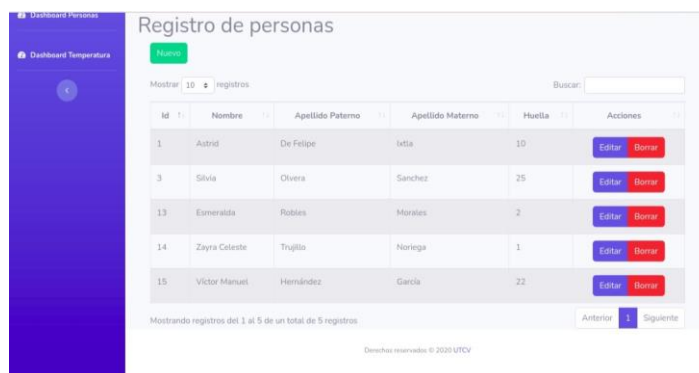 Dashboard Personas
Dashboard Temperatura
Registro de personas
Nuevo
Mostrar 10 registros
Buscar:
Id Nombre Apellido Paterno Apellido Materno Huella Acciones
1 Astrid De Felipe Ixtla 10 Editar Borrar
3 Silvia Olvera Sanchez 25 Editar Borrar
13 Esmeralda Robles Morales 2 Editar Borrar
14 Zayra Celeste Trujillo Noriega 1 Editar Borrar
15 Víctor Manuel Hernández García 22 Editar Borrar
Mostrando registros del 1 al 5 de un total de 5 registros
Anterior 1 Siguiente
Derechos reservados © 2020 UTCV